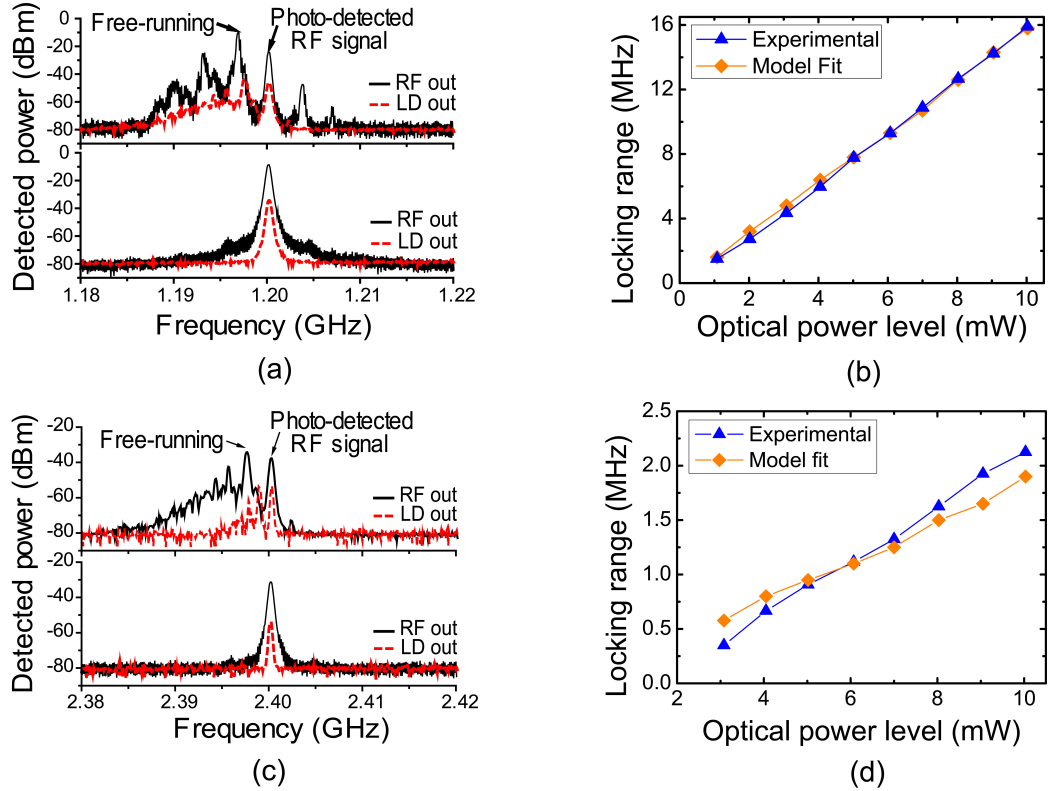 Free-running
Photo-detected
RF signal
Detected power (dBm)
0
-20
-40
-60
-80
RF out
LD out
0
-20
-40
-60
-80
RF out
LD out
1.18
1.19
1.20
1.21
1.22
Frequency (GHz)
(a)
Locking range (MHz)
16
12
8
4
0
Experimental
Model Fit
0
2
4
6
8
10
Optical power level (mW)
(b)
Detected power (dBm)
-20
-40
-60
-80
Free-running
Photo-detected
RF signal
RF out
LD out
-20
-40
-60
-80
RF out
LD out
2.38
2.39
2.40
2.41
2.42
Frequency (GHz)
(c)
Locking range (MHz)
2.5
2.0
1.5
1.0
0.5
0.0
Experimental
Model fit
2
4
6
8
10
Optical power level (mW)
(d)